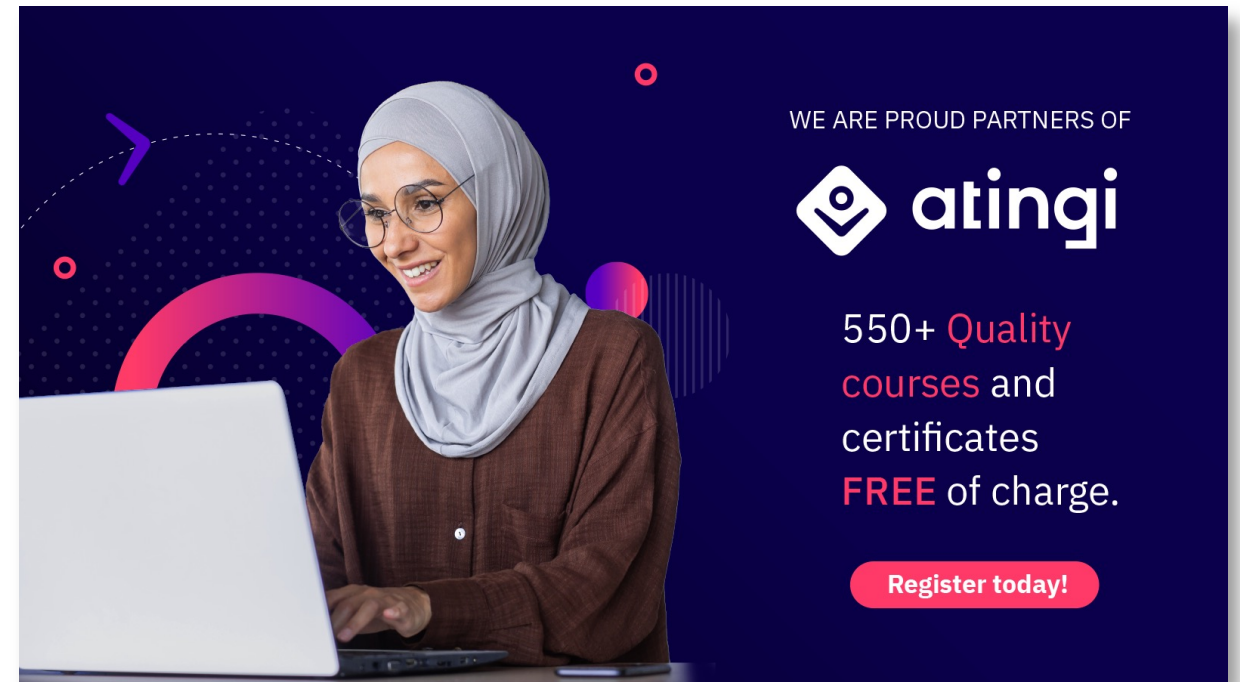 WE ARE PROUD PARTNERS OF
atingi
550+ Quality
courses and
certificates
FREE of charge.
Register today!